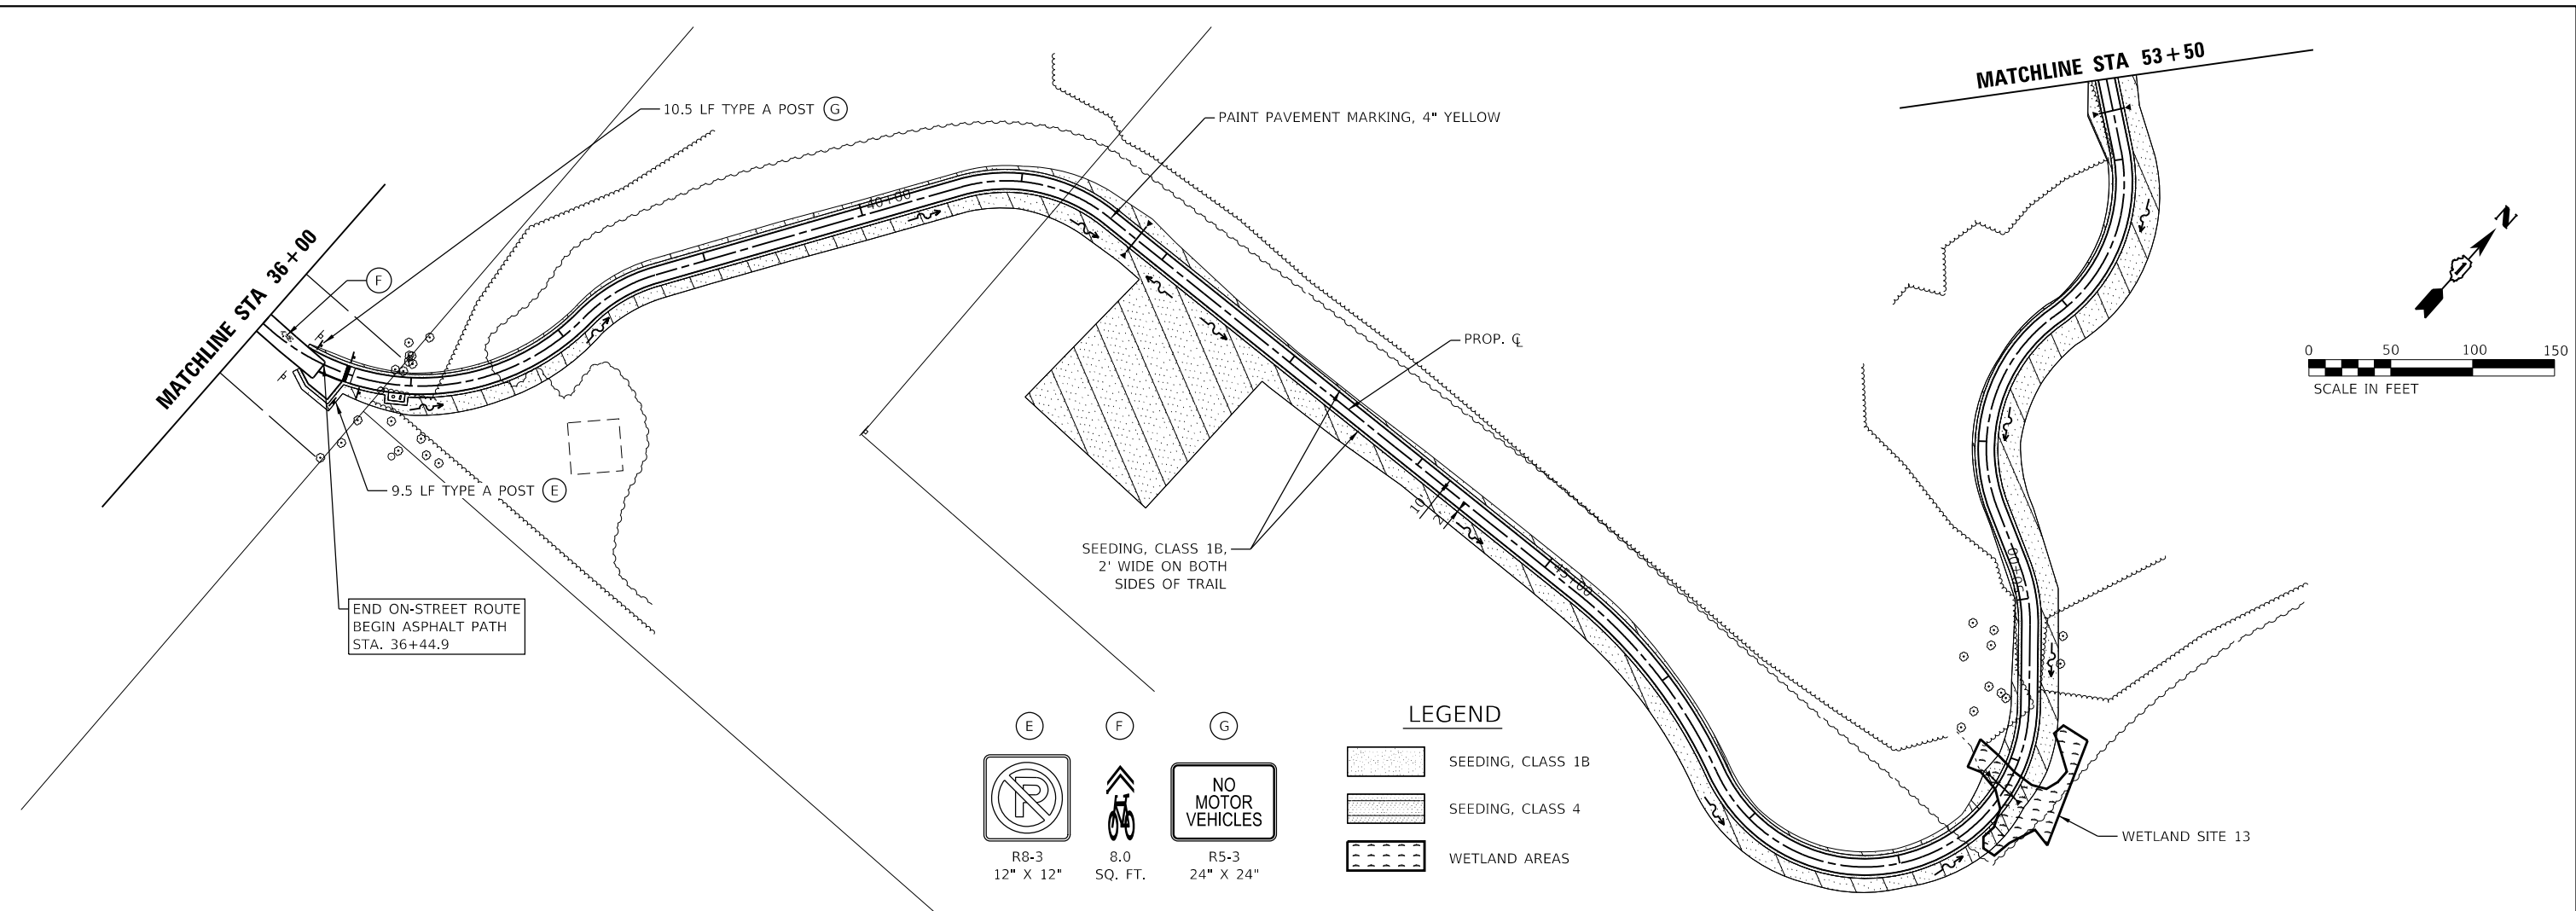 MATCHLINE STA 53+50
10.5 LF TYPE A POST G
PAINT PAVEMENT MARKING, 4" YELLOW
N
40+00
MATCHLINE STA 36+00
F
PROP. ℄
0 50 100 150
SCALE IN FEET
9.5 LF TYPE A POST E
10'
2'
SEEDING, CLASS 1B,
2' WIDE ON BOTH
SIDES OF TRAIL
45+00
50+00
END ON-STREET ROUTE
BEGIN ASPHALT PATH
STA. 36+44.9
E F G
P
NO
MOTOR
VEHICLES
R8-3
12" X 12"
8.0
SQ. FT.
R5-3
24" X 24"
LEGEND
SEEDING, CLASS 1B
SEEDING, CLASS 4
WETLAND AREAS
WETLAND SITE 13